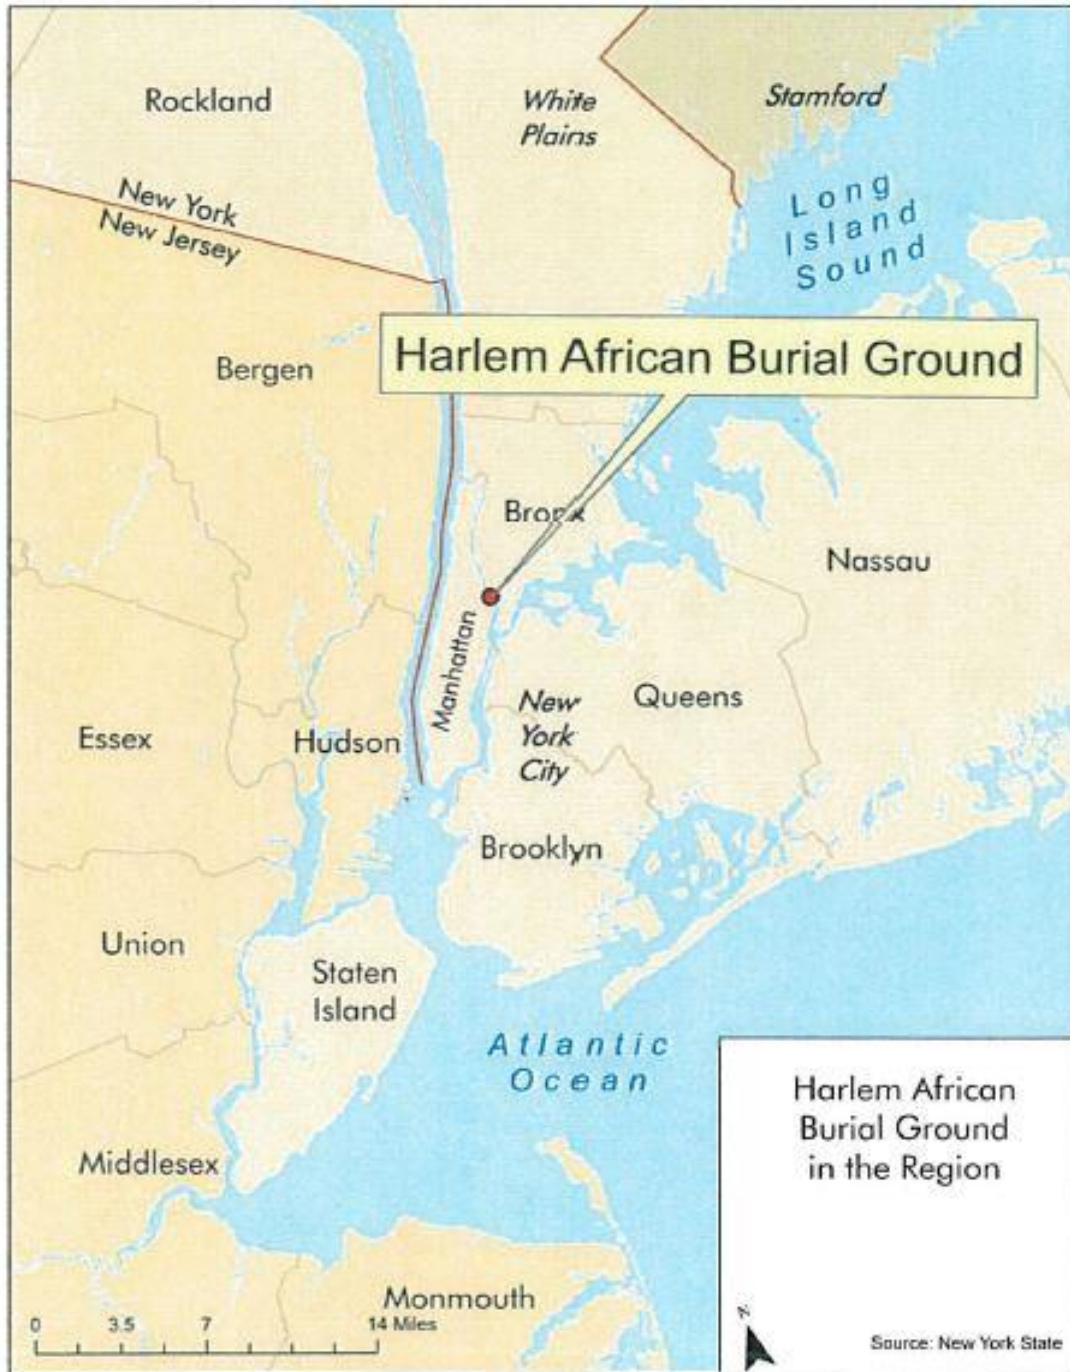 Rockland
White
Plains
Stamford
New York
New Jersey
Long
Island
Sound
Bergen
Harlem African Burial Ground
Bronx
Nassau
Manhattan
Essex
Hudson
New
York
City
Queens
Brooklyn
Union
Staten
Island
Atlantic
Ocean
Middlesex
Monmouth
0 3.5 7 14 Miles
Harlem African
Burial Ground
in the Region
N
Source: New York State